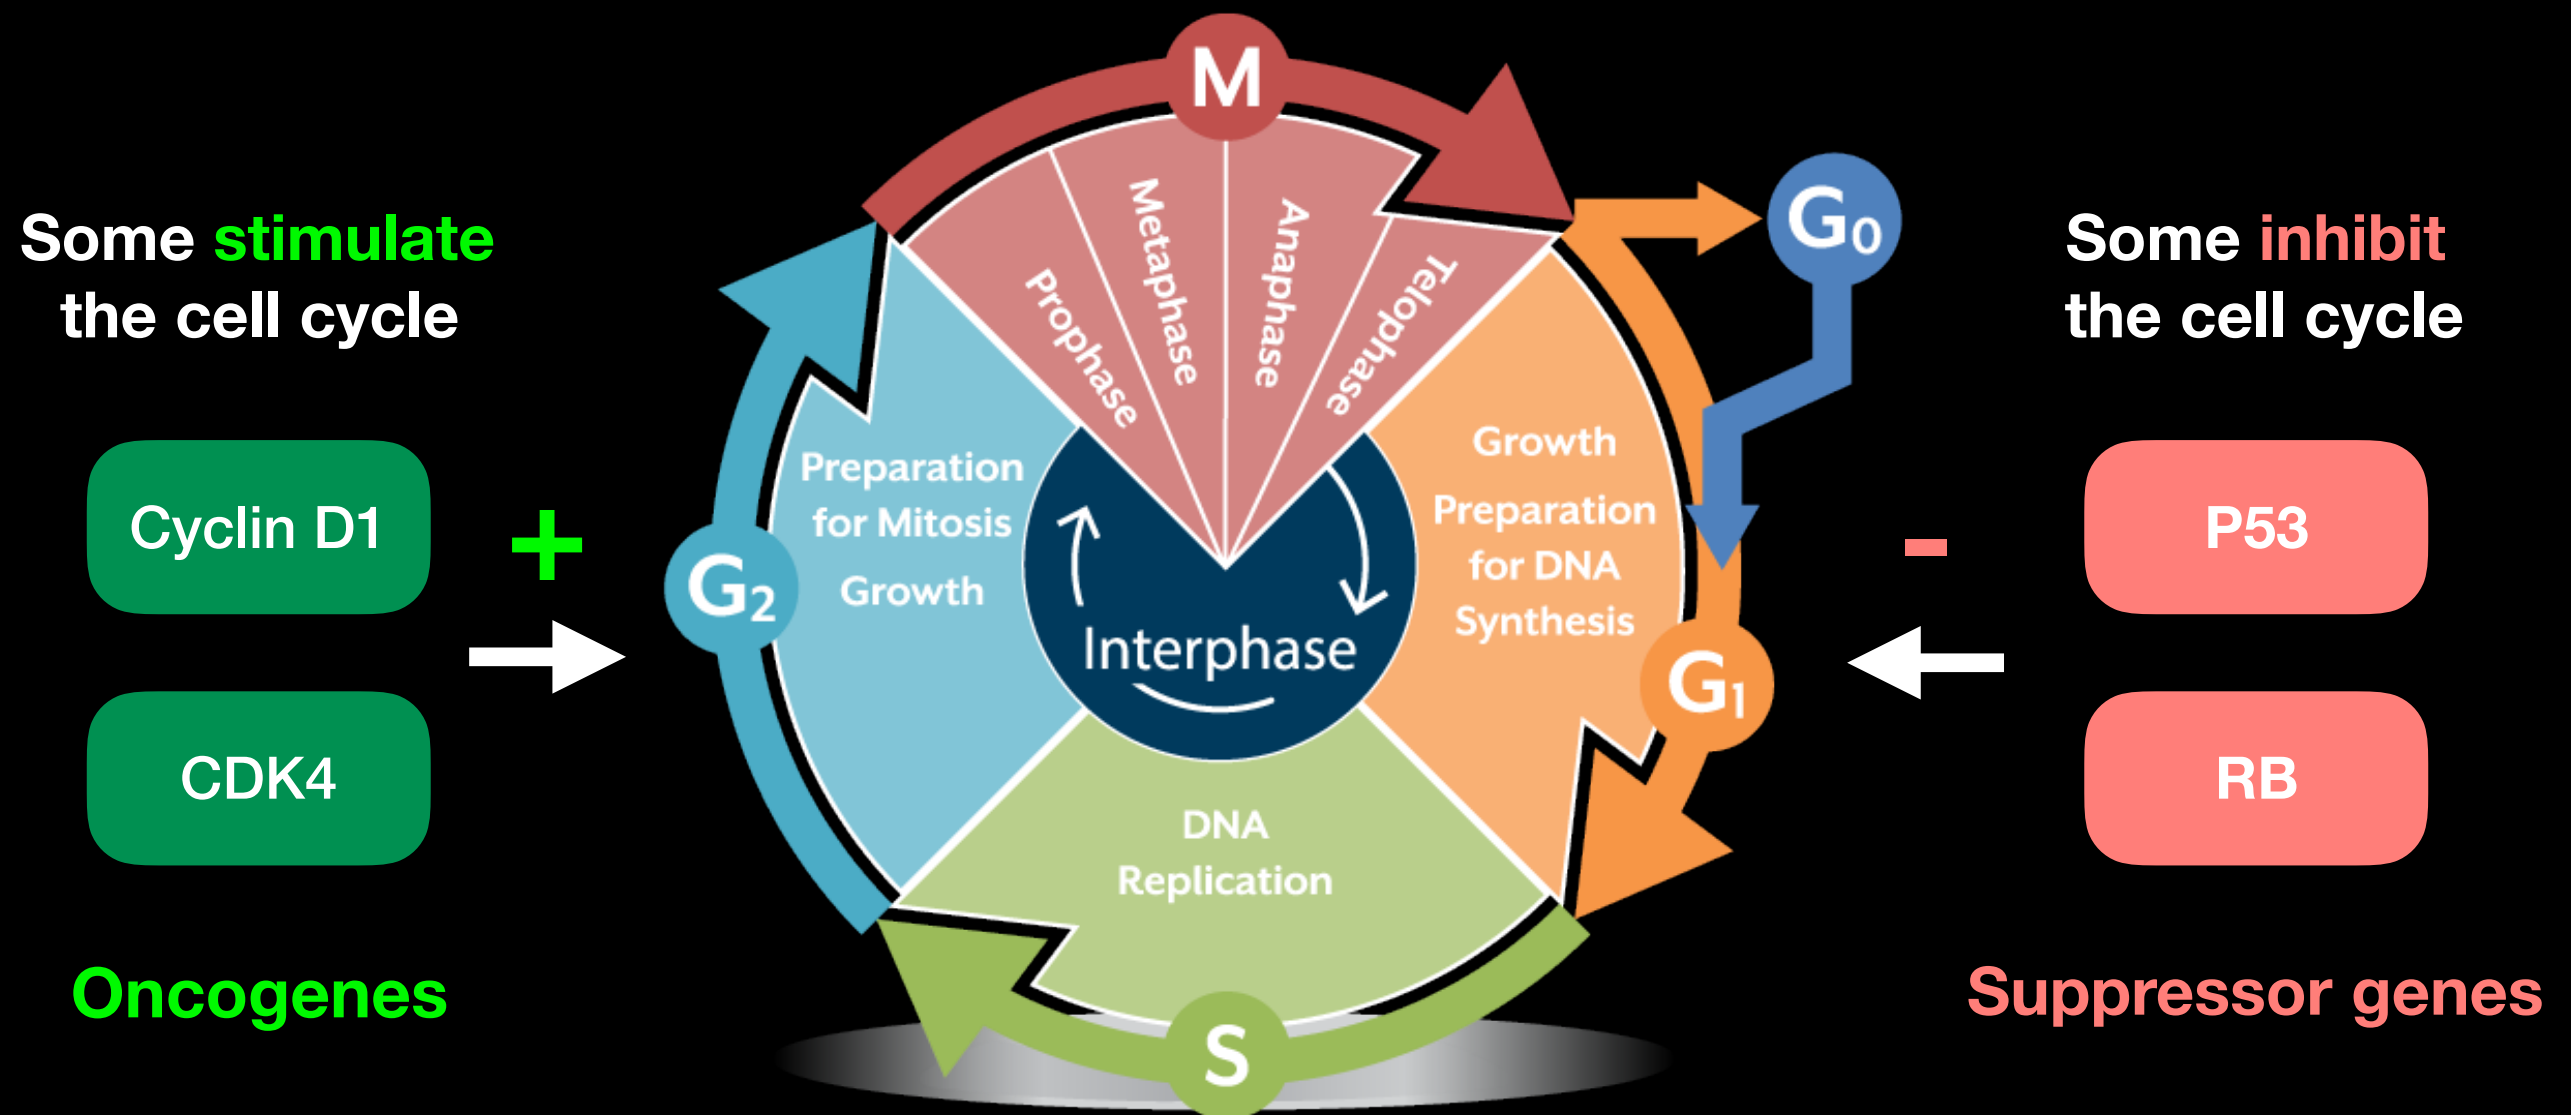 Some stimulate
the cell cycle
Cyclin D1
+
CDK4
Oncogenes
M
Prophase
Metaphase
Anaphase
Telophase
G₀
Growth
Preparation
for DNA
Synthesis
G₁
DNA
Replication
S
Preparation
for Mitosis
Growth
G₂
Interphase
Some inhibit
the cell cycle
-
P53
RB
Suppressor genes